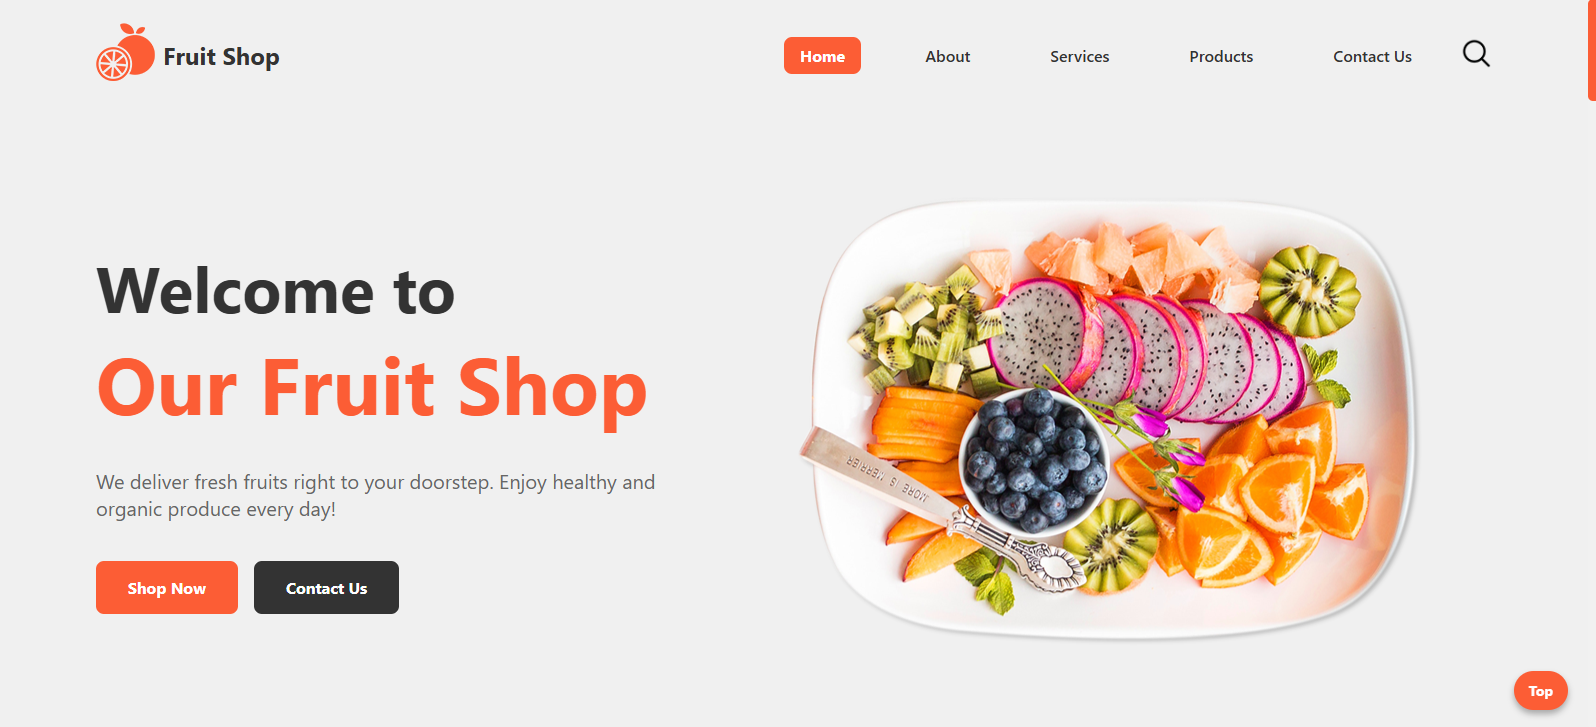 Fruit Shop
Home
About
Services
Products
Contact Us
Welcome to
Our Fruit Shop
We deliver fresh fruits right to your doorstep. Enjoy healthy and
organic produce every day!
Shop Now
Contact Us
MORE IS MERRIER
Top